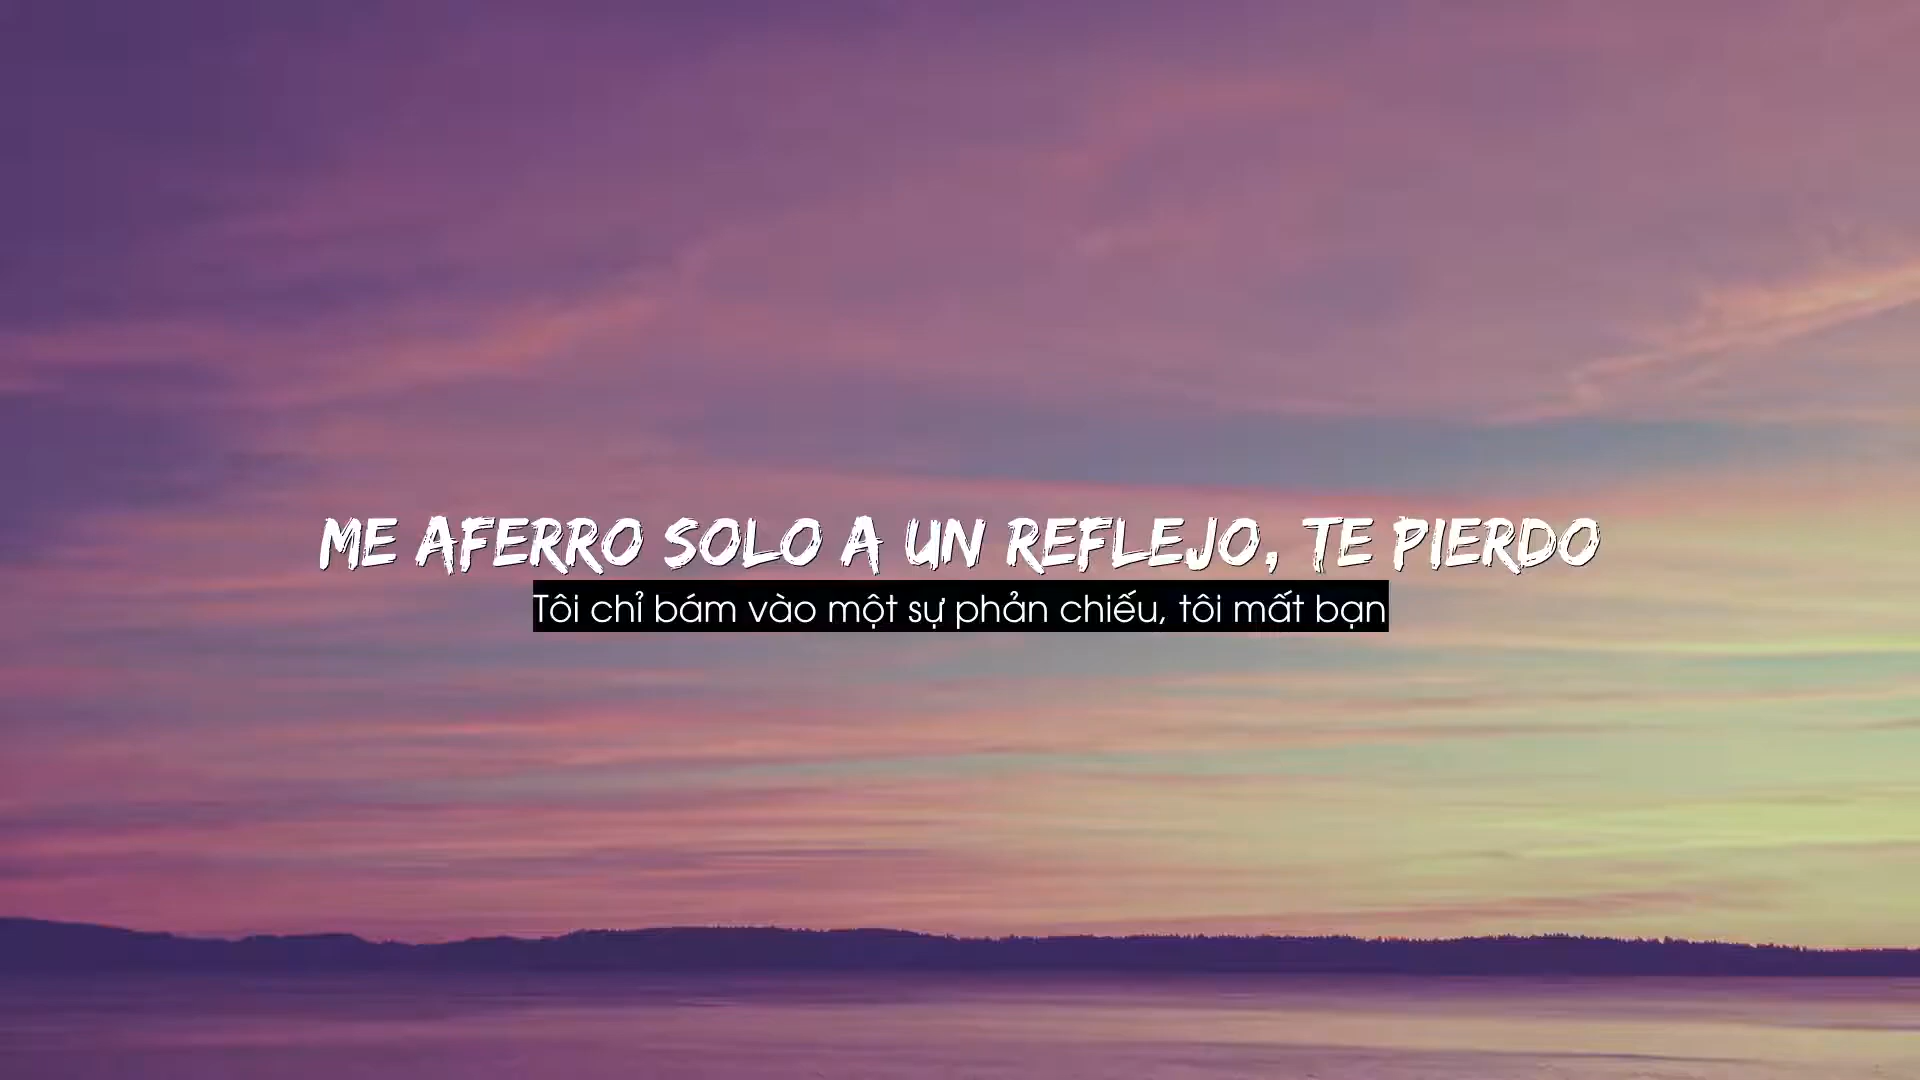 ME AFERRO SOLO A UN REFLEJO, TE PIERDO
Tôi chỉ bám vào một sự phản chiếu, tôi mất bạn